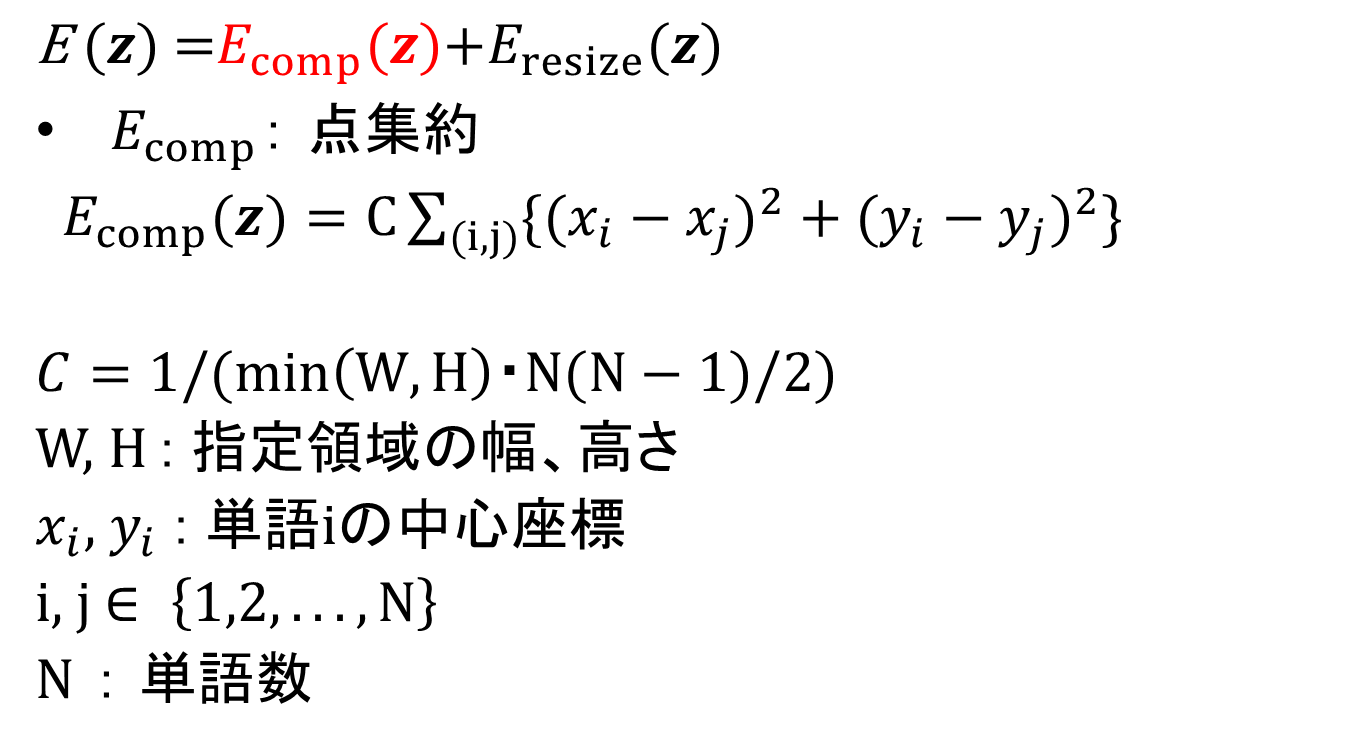 E(z) =E_comp(z)+E_resize(z)
• E_comp : 点集約
E_comp(z) = C∑_(i,j){(x_i − x_j)^2 + (y_i − y_j)^2}
C = 1/(min(W, H)･N(N − 1)/2)
W, H : 指定領域の幅、高さ
x_i, y_i : 単語iの中心座標
i, j ∈ {1,2, . . . , N}
N : 単語数